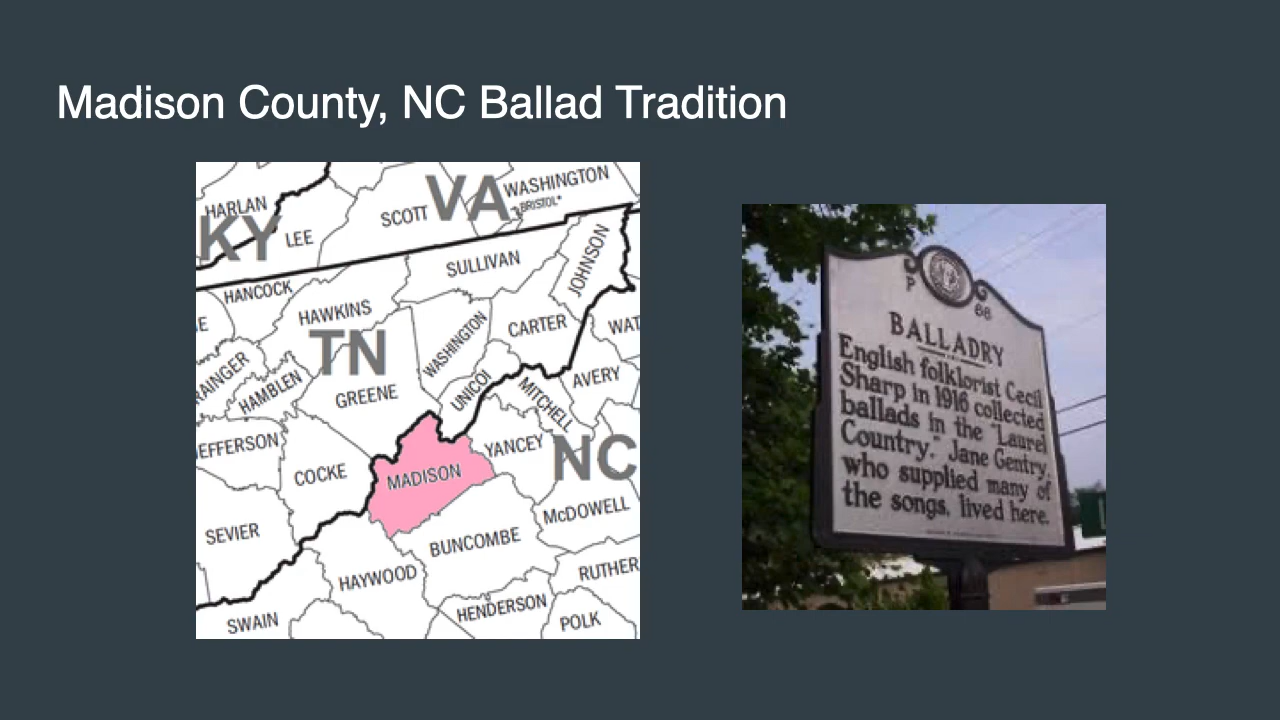 Madison County, NC Ballad Tradition
HARLAN
KY
LEE
SCOTT
VA
WASHINGTON
BRISTOL*
JOHNSON
SULLIVAN
HANCOCK
HAWKINS
TN
WASHINGTON
CARTER
WAT
E
RAINGER
HAMBLEN
GREENE
UNICOI
MITCHELL
AVERY
EFFERSON
COCKE
MADISON
YANCEY
NC
SEVIER
McDOWELL
BUNCOMBE
HAYWOOD
RUTHER
SWAIN
HENDERSON
POLK
P
68
BALLADRY
English folklorist Cecil
Sharp in 1916 collected
ballads in the "Laurel
Country." Jane Gentry,
who supplied many of
the songs, lived here.